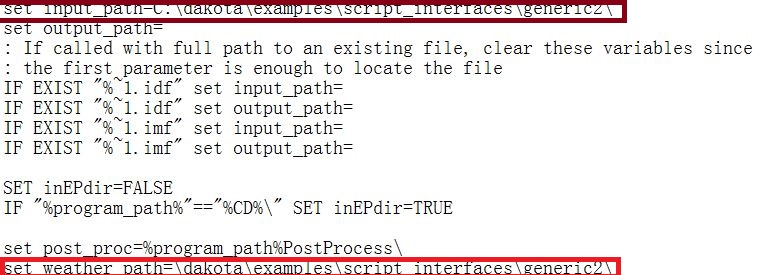 set input_path=C:\dakota\examples\script_interfaces\generic2\
set output_path=
: If called with full path to an existing file, clear these variables since
: the first parameter is enough to locate the file
IF EXIST "%~1.idf" set input_path=
IF EXIST "%~1.idf" set output_path=
IF EXIST "%~1.imf" set input_path=
IF EXIST "%~1.imf" set output_path=
SET inEPdir=FALSE
IF "%program_path%"=="%CD%\" SET inEPdir=TRUE
set post_proc=%program_path%PostProcess\
set weather_path=\dakota\examples\script_interfaces\generic2\